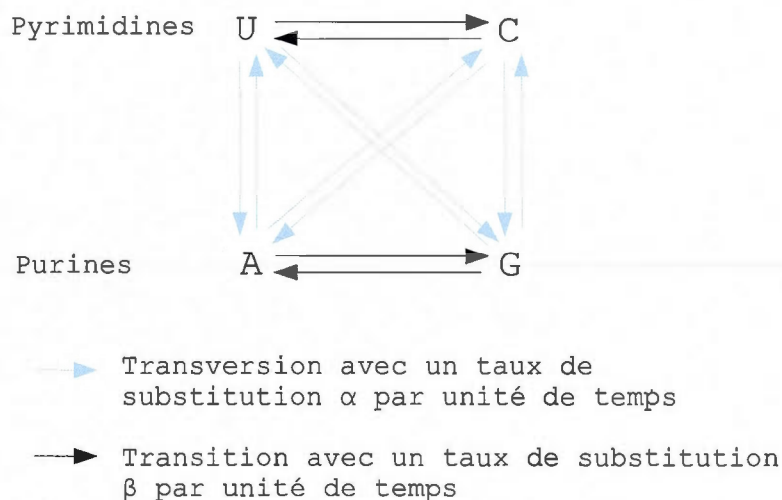 Pyrimidines U C
Purines A G
Transversion avec un taux de
substitution α par unité de temps
Transition avec un taux de substitution
β par unité de temps